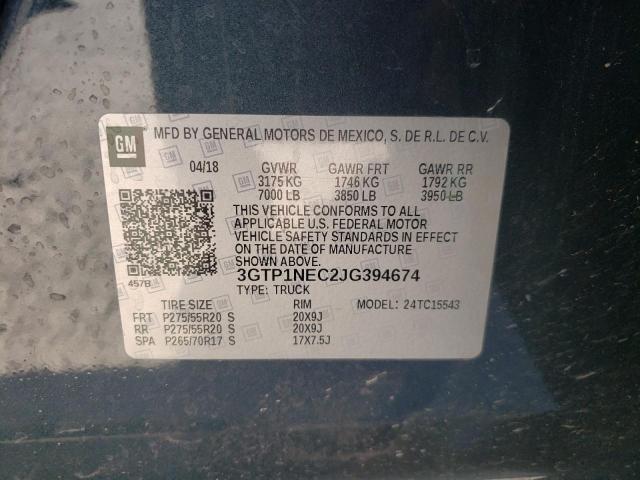 GM
MFD BY GENERAL MOTORS DE MEXICO, S. DE R.L. DE C.V.
04/18 GVWR GAWR FRT GAWR RR
3175 KG 1746 KG 1792 KG
7000 LB 3850 LB 3950 LB
THIS VEHICLE CONFORMS TO ALL
APPLICABLE U.S. FEDERAL MOTOR
VEHICLE SAFETY STANDARDS IN EFFECT
ON THE DATE OF MANUFACTURE
SHOWN ABOVE.
3GTP1NEC2JG394674
457B TYPE: TRUCK
TIRE SIZE RIM MODEL: 24TC15543
FRT P275/55R20 S 20X9J
RR P275/55R20 S 20X9J
SPA P265/70R17 S 17X7.5J